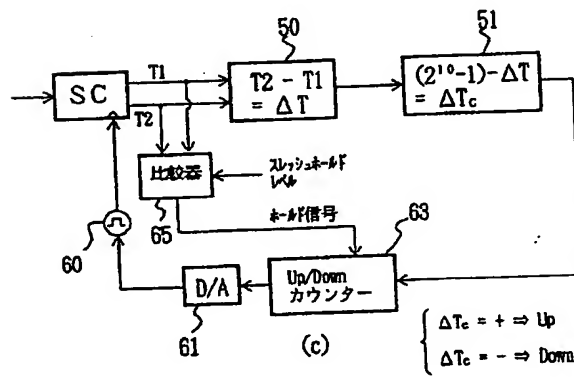 50
51
T1
SC
T2
T2 - T1
= ΔT
(2¹⁰-1)-ΔT
= ΔTc
比較器
スレッシュホールド
レベル
65
ホールド信号
60
63
D/A
Up/Down
カウンター
61
(c)
ΔTc = + ⇒ Up
ΔTc = - ⇒ Down